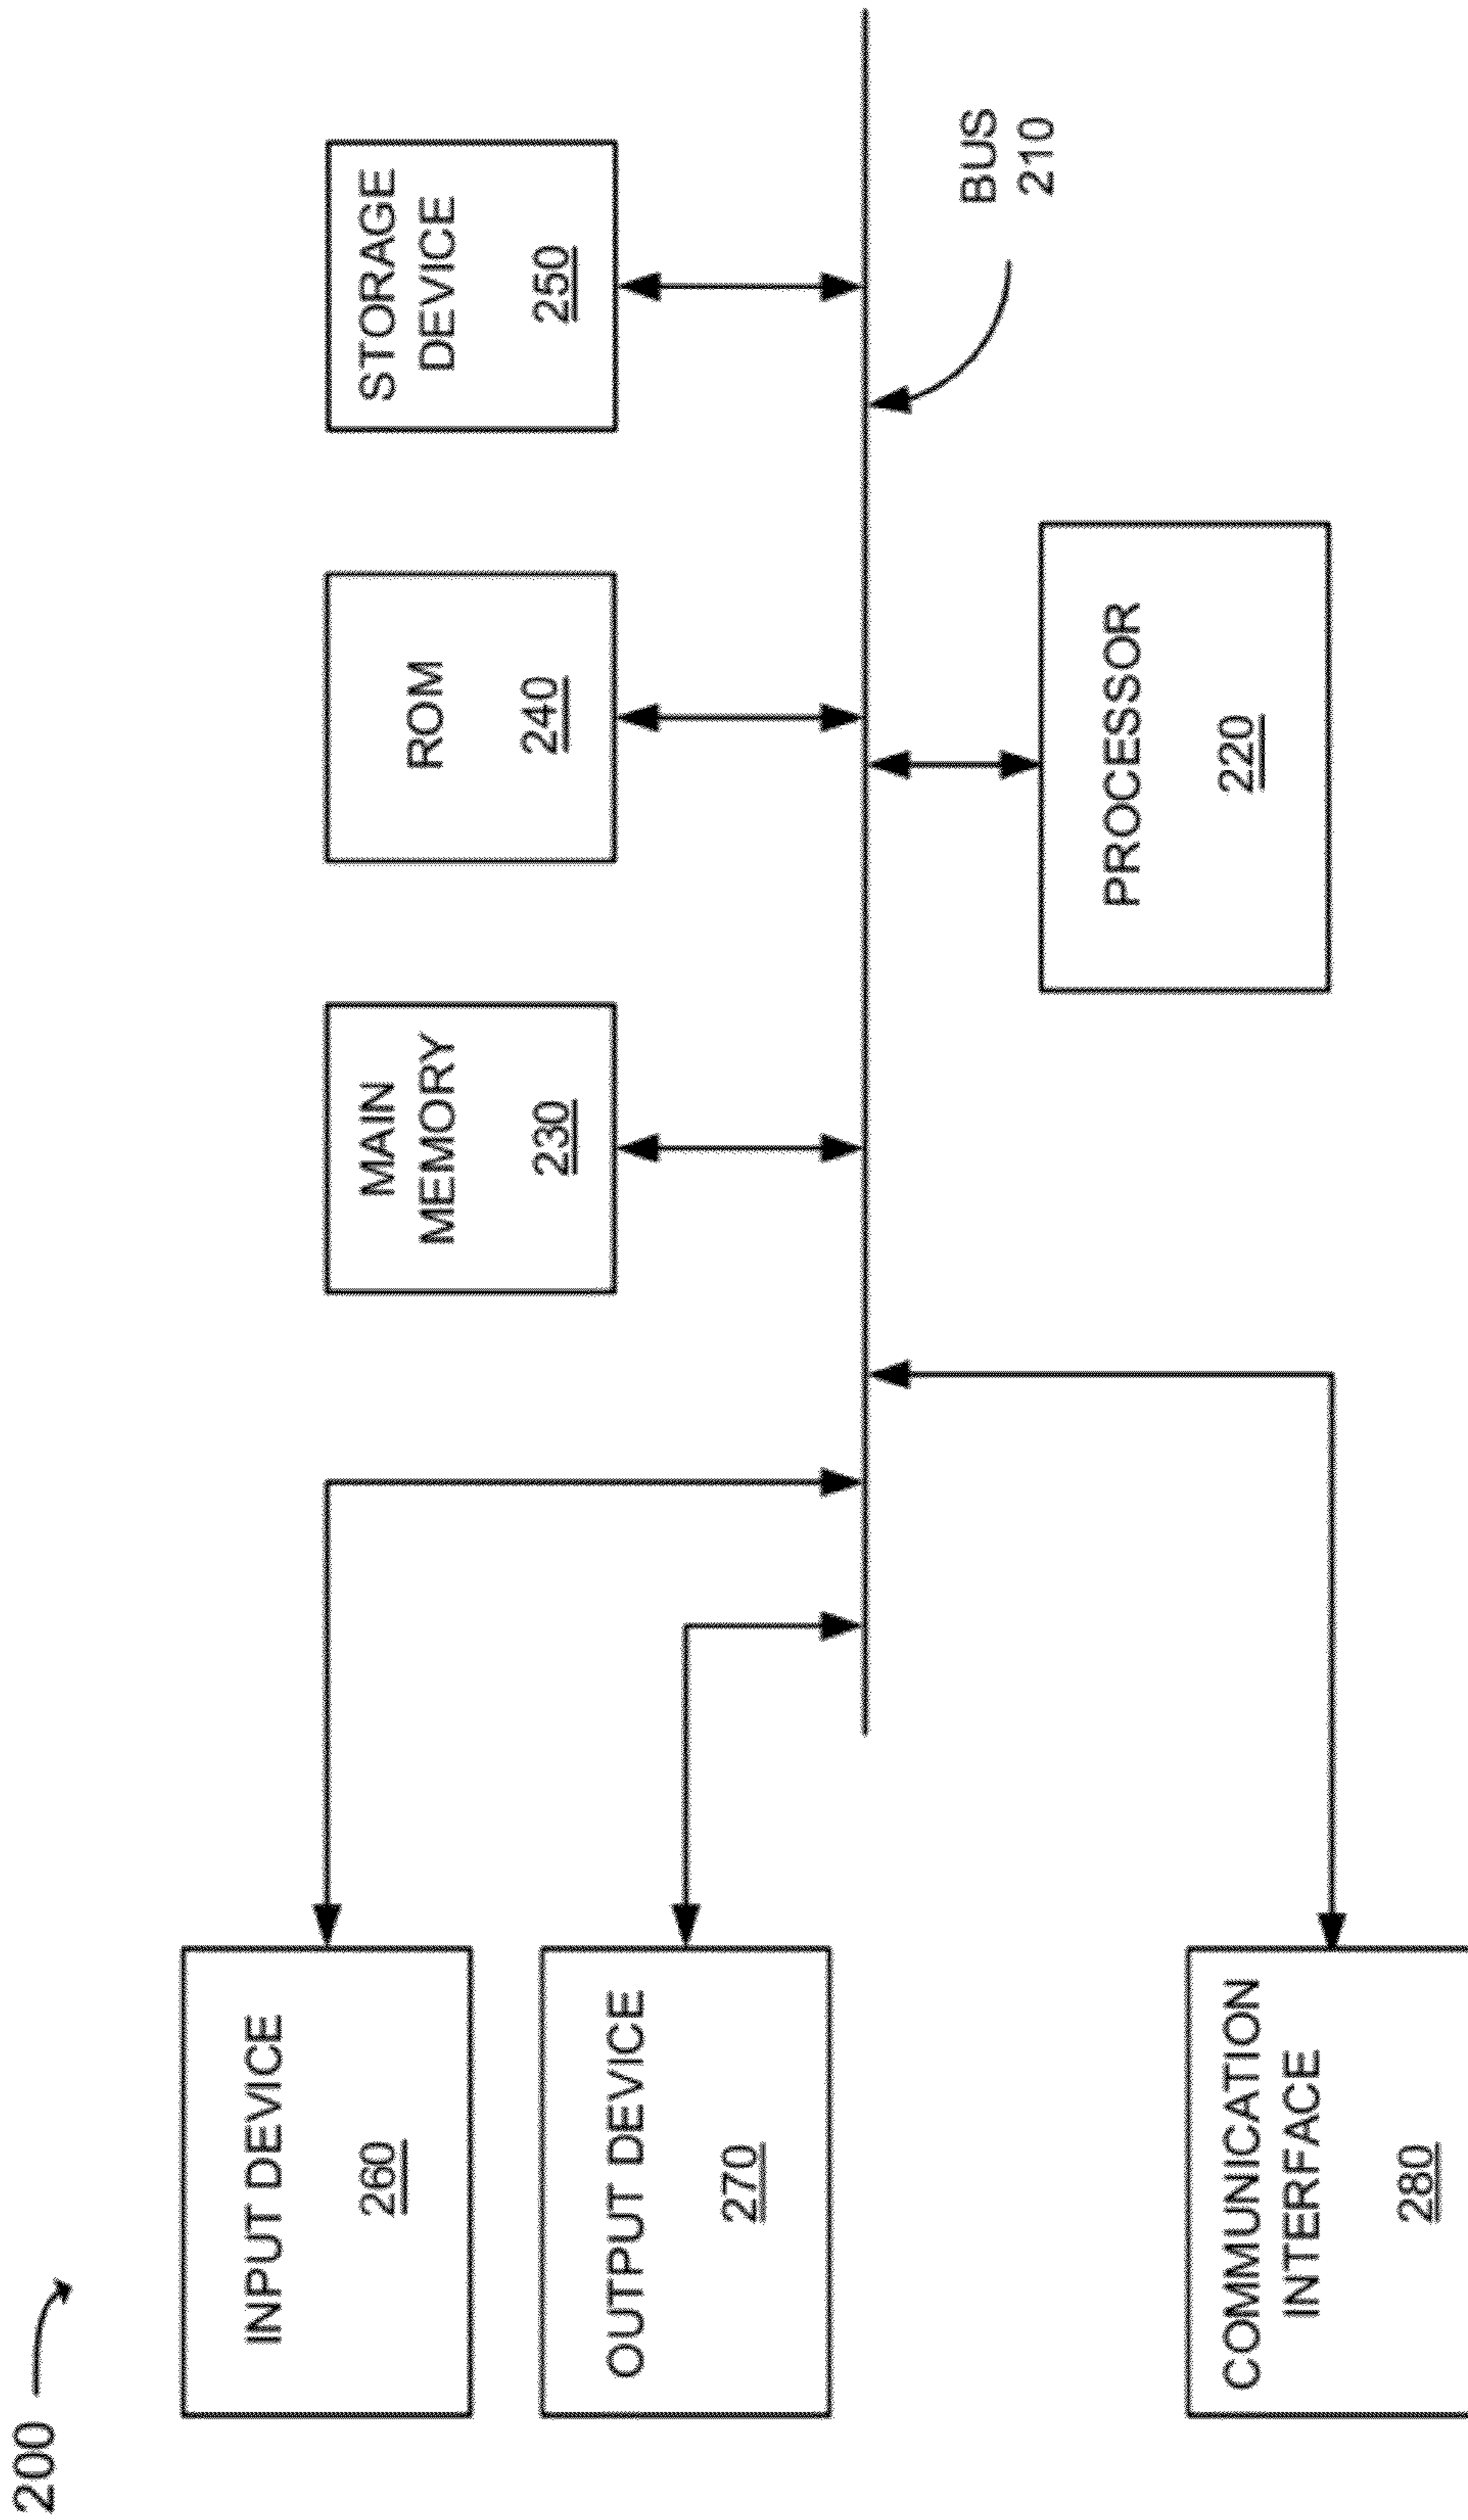 200
INPUT DEVICE
260
OUTPUT DEVICE
270
COMMUNICATION
INTERFACE
280
MAIN
MEMORY
230
ROM
240
STORAGE
DEVICE
250
PROCESSOR
220
BUS
210